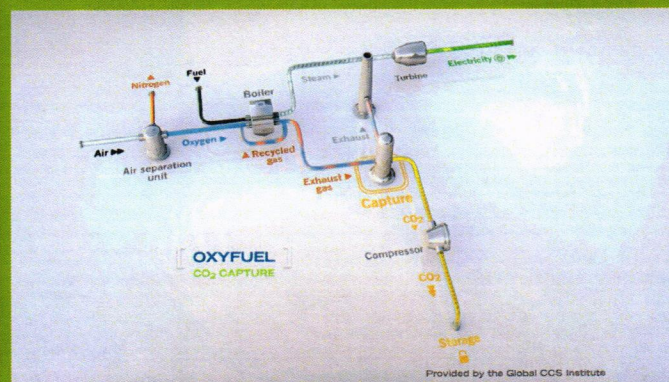 Nitrogen
Fuel
Boiler
Steam
Turbine
Electricity
Air
Air separation
unit
Oxygen
Recycled
gas
Exhaust
gas
Exhaust
Capture
CO2
Compressor
CO2
Storage
OXYFUEL
CO2 CAPTURE
Provided by the Global CCS Institute